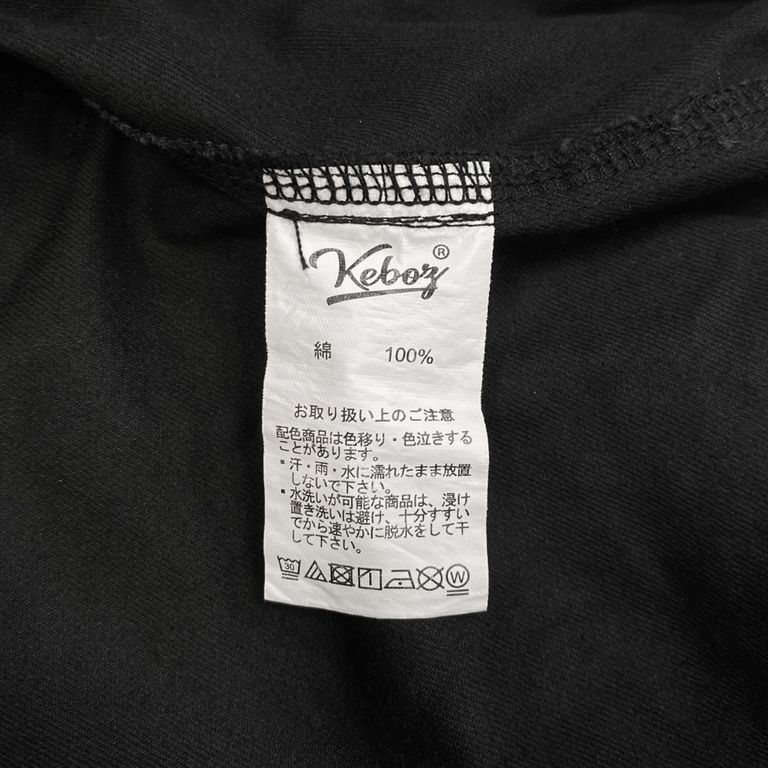 Keboz®
綿 100%
お取り扱い上のご注意
配色商品は色移り・色泣きする
ことがあります。
・汗・雨・水に濡れたまま放置
しないで下さい。
・水洗いが可能な商品は、浸け
置き洗いは避け、十分すすい
でから速やかに脱水をして干
して下さい。
30 W